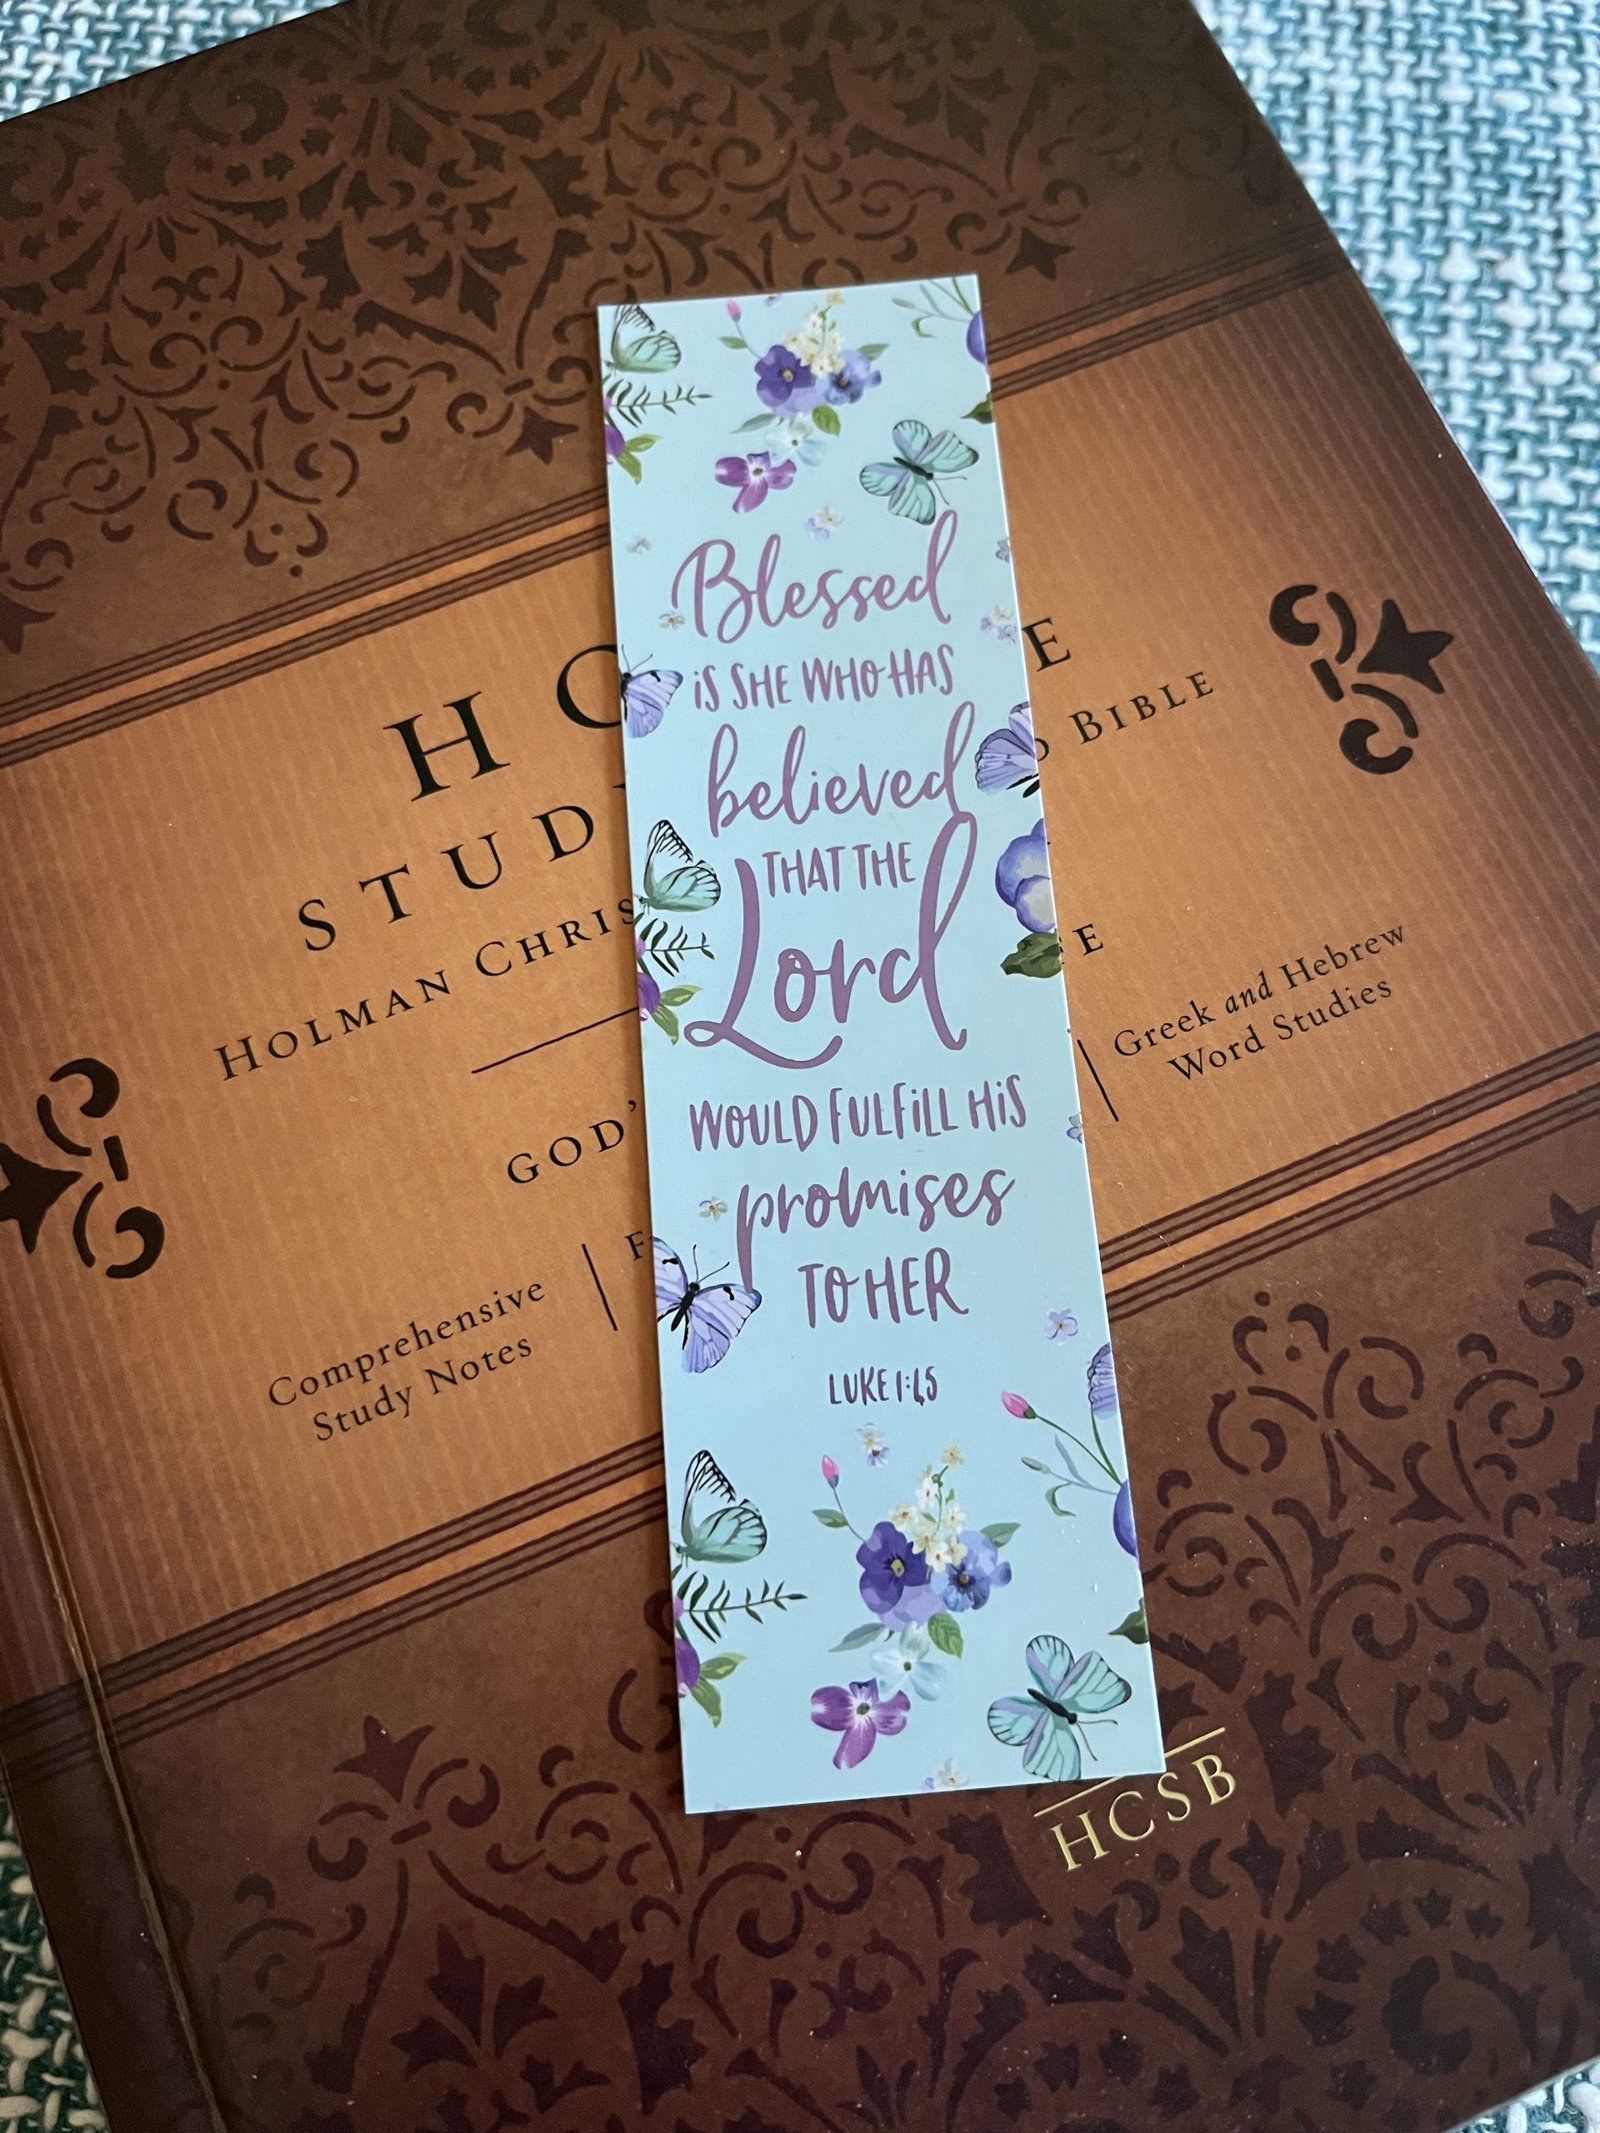 Blessed
iS SHE WHO HAS
believed
THAT THE
Lord
WOULD FULFiLL HiS
promises
TO HER
LUKE 1:45
H
STUD
HOLMAN CHRIS
BIBLE
GOD'
Comprehensive
Study Notes
Greek and Hebrew
Word Studies
HCSB